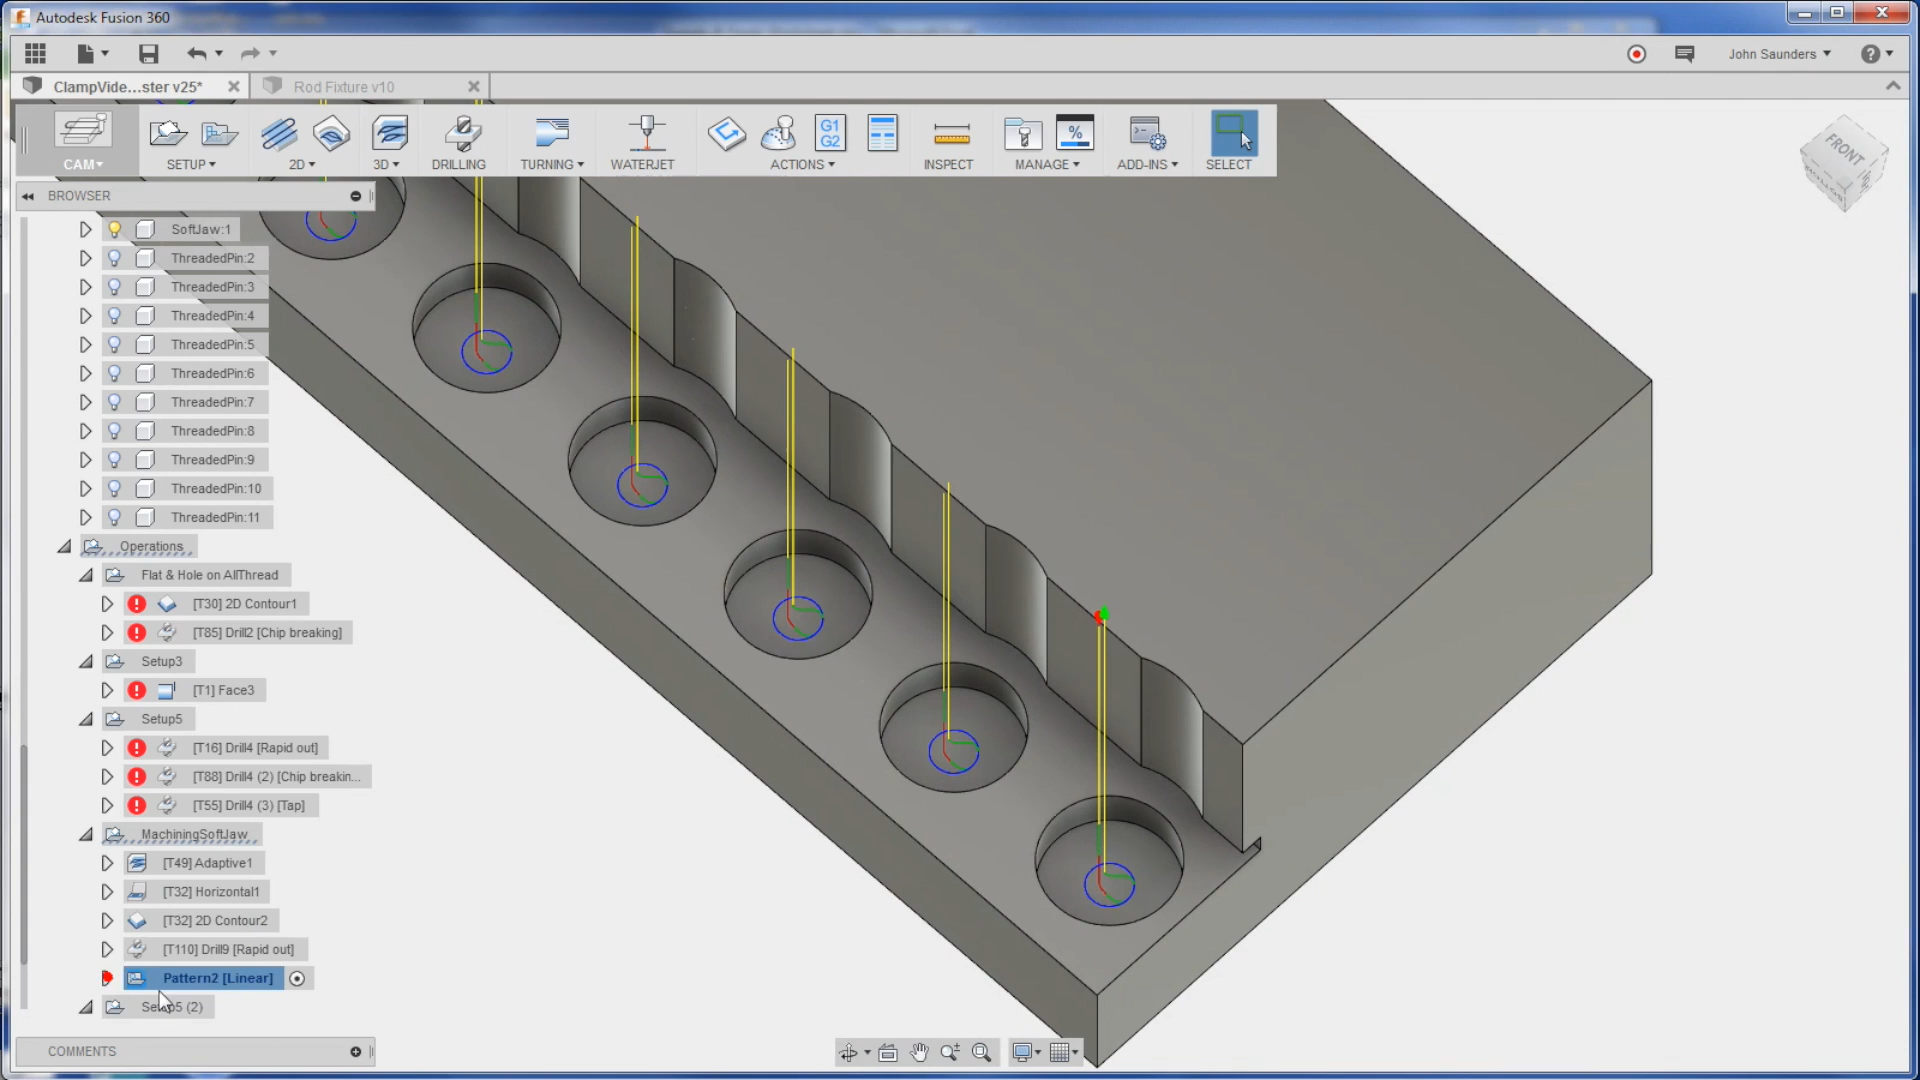 Autodesk Fusion 360
John Saunders
ClampVide...ster v25*
Rod Fixture v10
G1
G2
%
CAM
SETUP
2D
3D
DRILLING
TURNING
WATERJET
ACTIONS
INSPECT
MANAGE
ADD-INS
SELECT
FRONT
BOTTOM
BROWSER
SoftJaw:1
ThreadedPin:2
ThreadedPin:3
ThreadedPin:4
ThreadedPin:5
ThreadedPin:6
ThreadedPin:7
ThreadedPin:8
ThreadedPin:9
ThreadedPin:10
ThreadedPin:11
Operations
Flat & Hole on AllThread
[T30] 2D Contour1
[T85] Drill2 [Chip breaking]
Setup3
[T1] Face3
Setup5
[T16] Drill4 [Rapid out]
[T88] Drill4 (2) [Chip breakin...
[T55] Drill4 (3) [Tap]
MachiningSoftJaw
[T49] Adaptive1
[T32] Horizontal1
[T32] 2D Contour2
[T110] Drill9 [Rapid out]
Pattern2 [Linear]
Setup5 (2)
COMMENTS